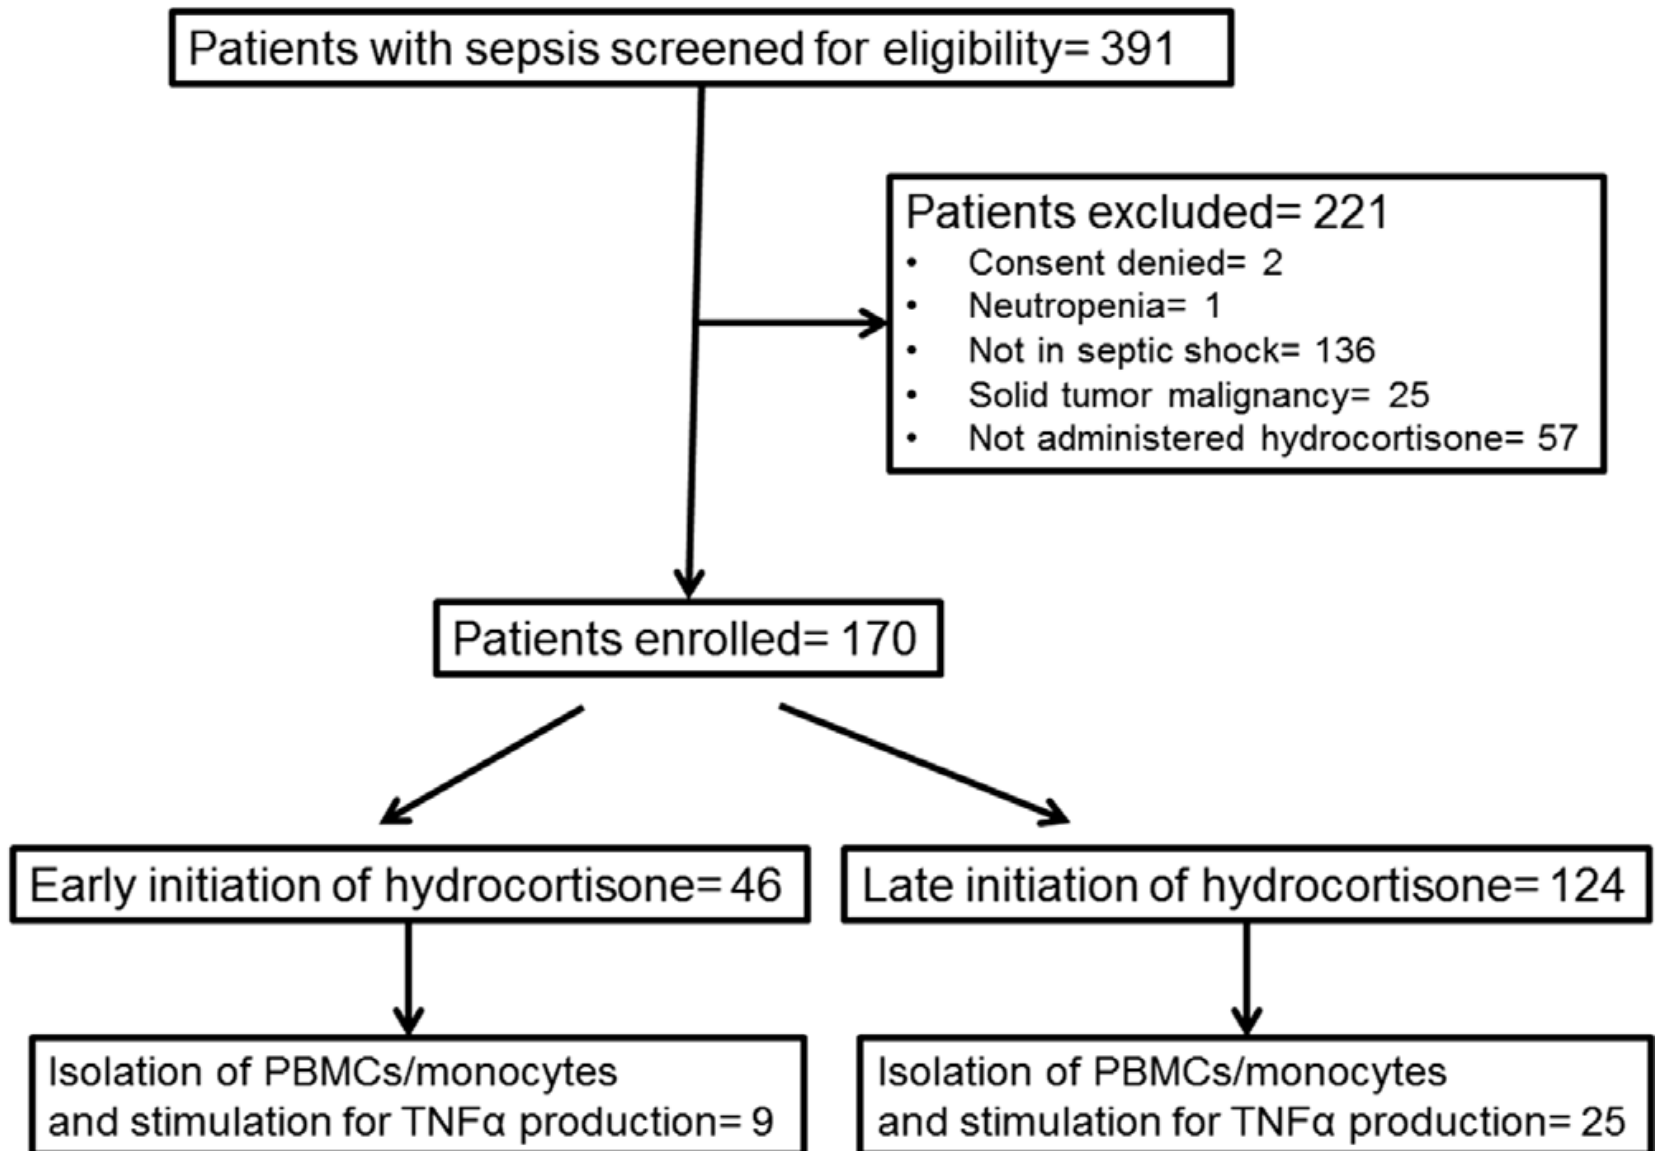 Patients with sepsis screened for eligibility= 391
Patients excluded= 221
• Consent denied= 2
• Neutropenia= 1
• Not in septic shock= 136
• Solid tumor malignancy= 25
• Not administered hydrocortisone= 57
Patients enrolled= 170
Early initiation of hydrocortisone= 46
Late initiation of hydrocortisone= 124
Isolation of PBMCs/monocytes
and stimulation for TNFα production= 9
Isolation of PBMCs/monocytes
and stimulation for TNFα production= 25